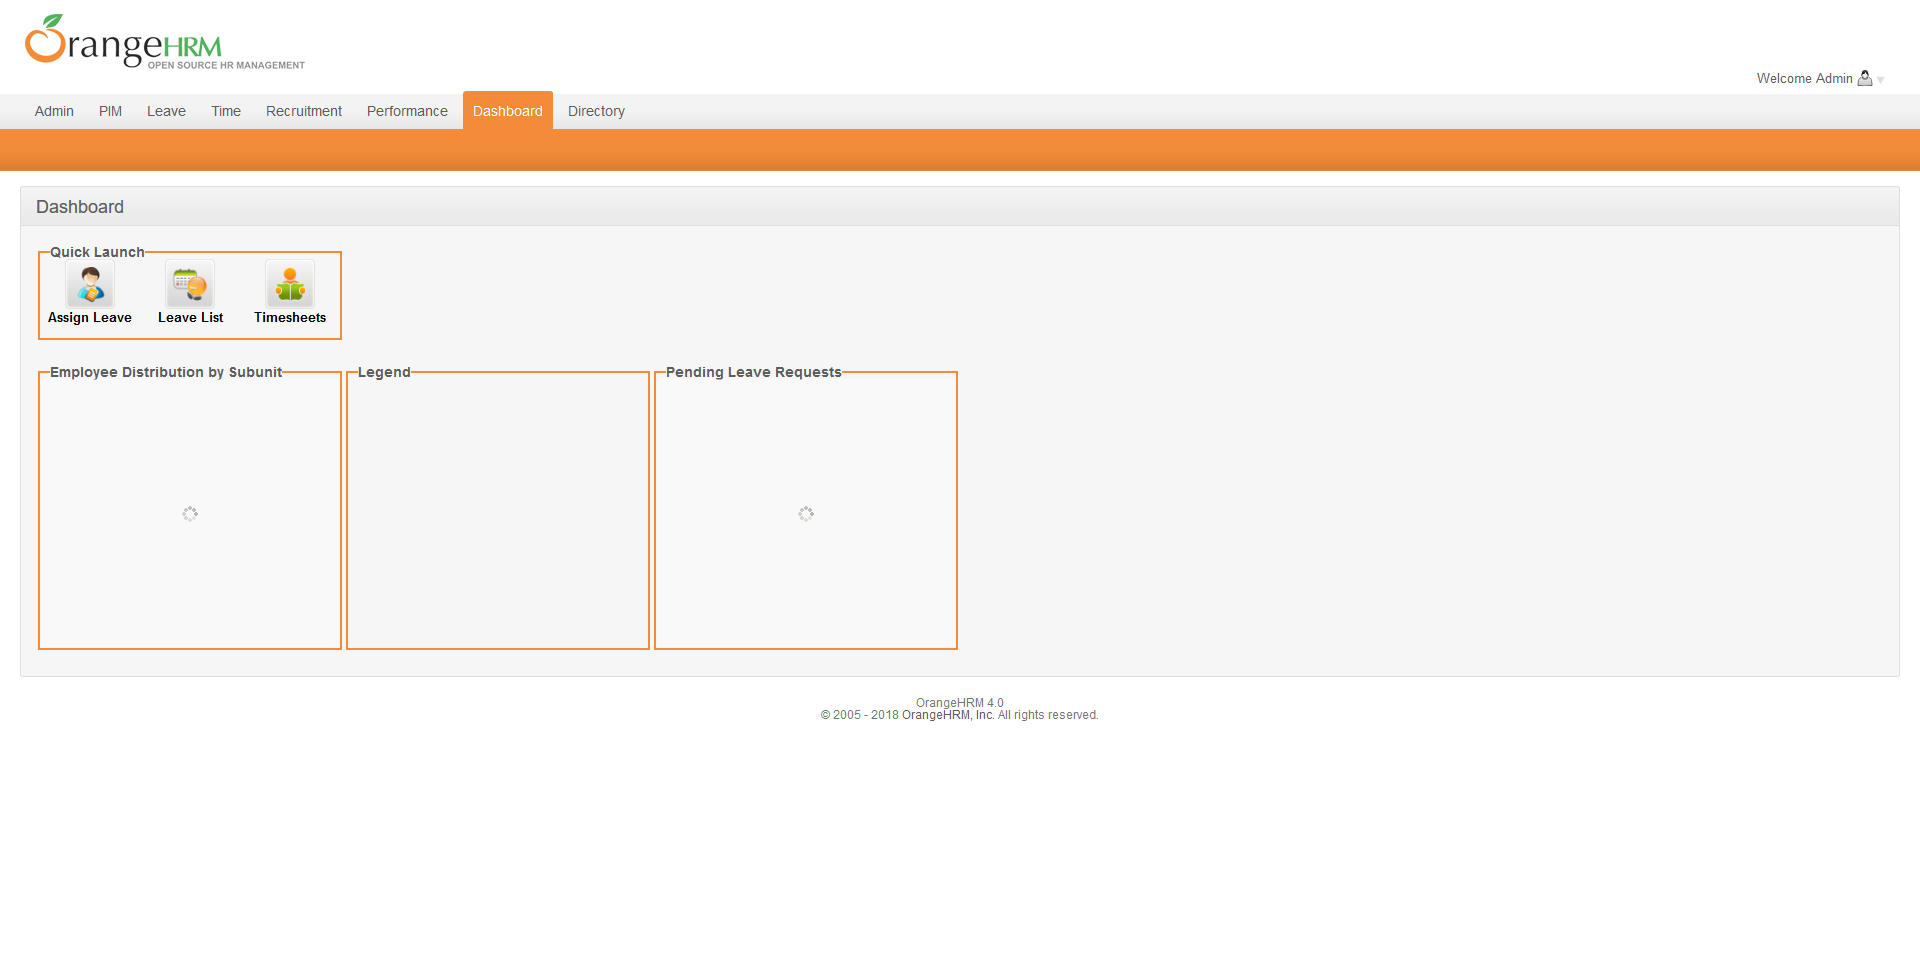 OrangeHRM
OPEN SOURCE HR MANAGEMENT
Welcome Admin
Admin PIM Leave Time Recruitment Performance Dashboard Directory
Dashboard
Quick Launch
Assign Leave Leave List Timesheets
Employee Distribution by Subunit Legend Pending Leave Requests
OrangeHRM 4.0
© 2005 - 2018 OrangeHRM, Inc. All rights reserved.